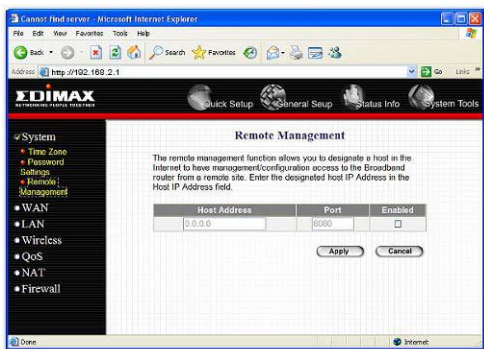 Cannot find server - Microsoft Internet Explorer
File Edit View Favorites Tools Help
Back Search Favorites
Address http://192.168.2.1 Go Links »
EDIMAX
NETWORKING PEOPLE TOGETHER
Quick Setup General Seup Status Info System Tools
System
Time Zone
Password
Settings
Remote
Management
WAN
LAN
Wireless
QoS
NAT
Firewall
Remote Management
The remote management function allows you to designate a host in the
Internet to have management/configuration access to the Broadband
router from a remote site. Enter the designated host IP Address in the
Host IP Address field.
Host Address Port Enabled
0.0.0.0 8080
Apply Cancel
Done Internet